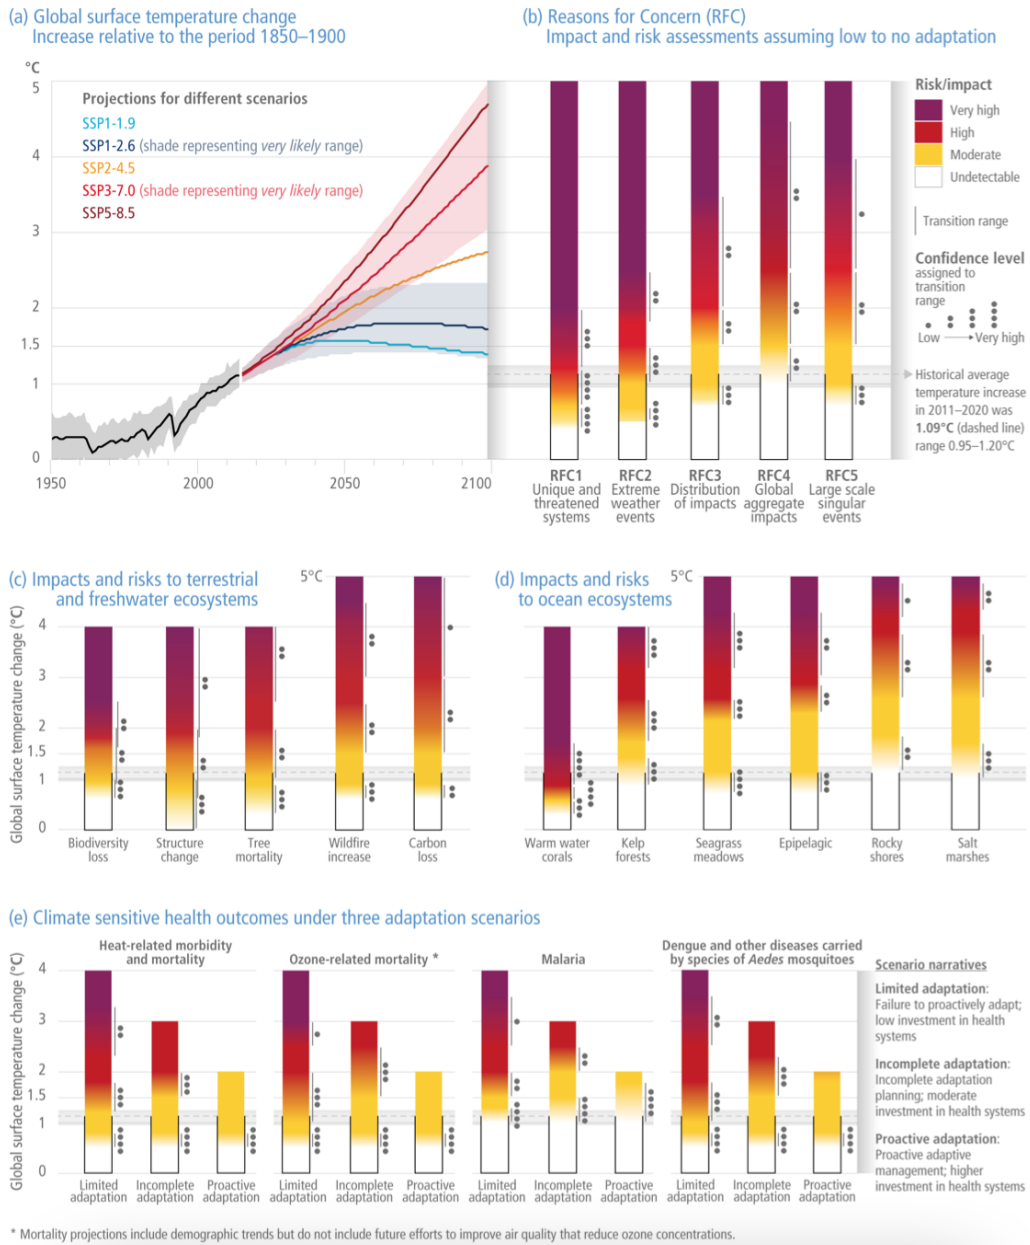 (a) Global surface temperature change
Increase relative to the period 1850–1900
°C
5
4
3
2
1.5
1
0
Projections for different scenarios
SSP1-1.9
SSP1-2.6 (shade representing very likely range)
SSP2-4.5
SSP3-7.0 (shade representing very likely range)
SSP5-8.5
1950
2000
2050
2100
(b) Reasons for Concern (RFC)
Impact and risk assessments assuming low to no adaptation
RFC1
Unique and
threatened
systems
RFC2
Extreme
weather
events
RFC3
Distribution
of impacts
RFC4
Global
aggregate
impacts
RFC5
Large scale
singular
events
Risk/impact
Very high
High
Moderate
Undetectable
Transition range
Confidence level
assigned to
transition
range
Low
Very high
Historical average
temperature increase
in 2011–2020 was
1.09°C (dashed line)
range 0.95–1.20°C
(c) Impacts and risks to terrestrial
and freshwater ecosystems
5°C
Global surface temperature change (°C)
4
3
2
1.5
1
0
Biodiversity
loss
Structure
change
Tree
mortality
Wildfire
increase
Carbon
loss
(d) Impacts and risks
to ocean ecosystems
5°C
Global surface temperature change (°C)
4
3
2
1.5
1
0
Warm water
corals
Kelp
forests
Seagrass
meadows
Epipelagic
Rocky
shores
Salt
marshes
(e) Climate sensitive health outcomes under three adaptation scenarios
Global surface temperature change (°C)
4
3
2
1.5
1
0
Heat-related morbidity
and mortality
Limited
adaptation
Incomplete
adaptation
Proactive
adaptation
Ozone-related mortality *
Limited
adaptation
Incomplete
adaptation
Proactive
adaptation
Malaria
Limited
adaptation
Incomplete
adaptation
Proactive
adaptation
Dengue and other diseases carried
by species of Aedes mosquitoes
Limited
adaptation
Incomplete
adaptation
Proactive
adaptation
Scenario narratives
Limited adaptation:
Failure to proactively adapt;
low investment in health
systems
Incomplete adaptation:
Incomplete adaptation
planning; moderate
investment in health systems
Proactive adaptation:
Proactive adaptive
management; higher
investment in health systems
* Mortality projections include demographic trends but do not include future efforts to improve air quality that reduce ozone concentrations.